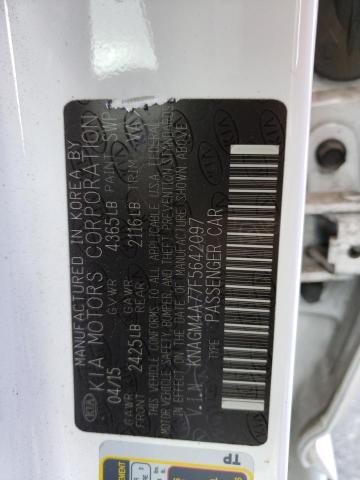 MANUFACTURED IN KOREA BY
KIA MOTORS CORPORATION
04/15 GVWR 4365LB PAINT SWP
GAWR FRONT 2425LB GAWR REAR 2116LB TRIM
THIS VEHICLE CONFORMS TO ALL APPLICABLE U.S.A. FEDERAL
MOTOR VEHICLE SAFETY, BUMPER, AND THEFT PREVENTION STANDARDS
IN EFFECT ON THE DATE OF MANUFACTURE SHOWN ABOVE.
V.I.N : KNAGM4A77F5642097
TYPE : PASSENGER CAR
KIA
TP